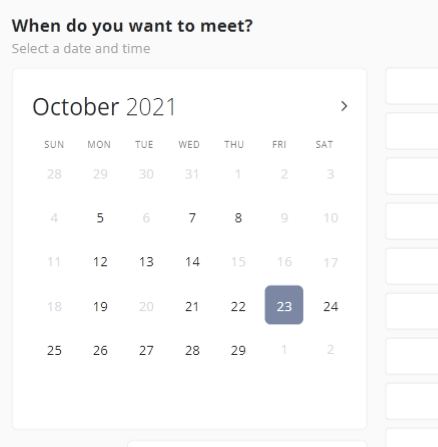 When do you want to meet?
Select a date and time
October 2021
SUN MON TUE WED THU FRI SAT
28 29 30 31 1 2 3
4 5 6 7 8 9 10
11 12 13 14 15 16 17
18 19 20 21 22 23 24
25 26 27 28 29 1 2